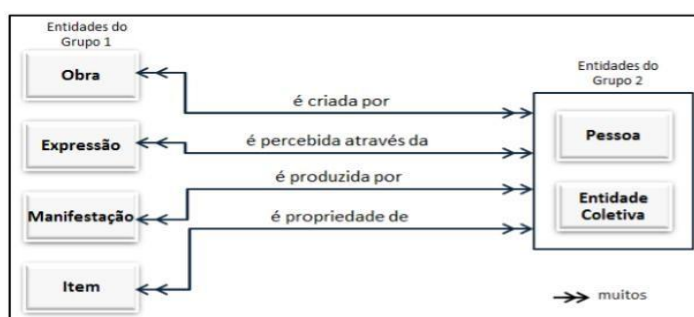 Entidades do
Grupo 1
Obra
Expressão
Manifestação
Item
é criada por
é percebida através da
é produzida por
é propriedade de
Entidades do
Grupo 2
Pessoa
Entidade
Coletiva
muitos